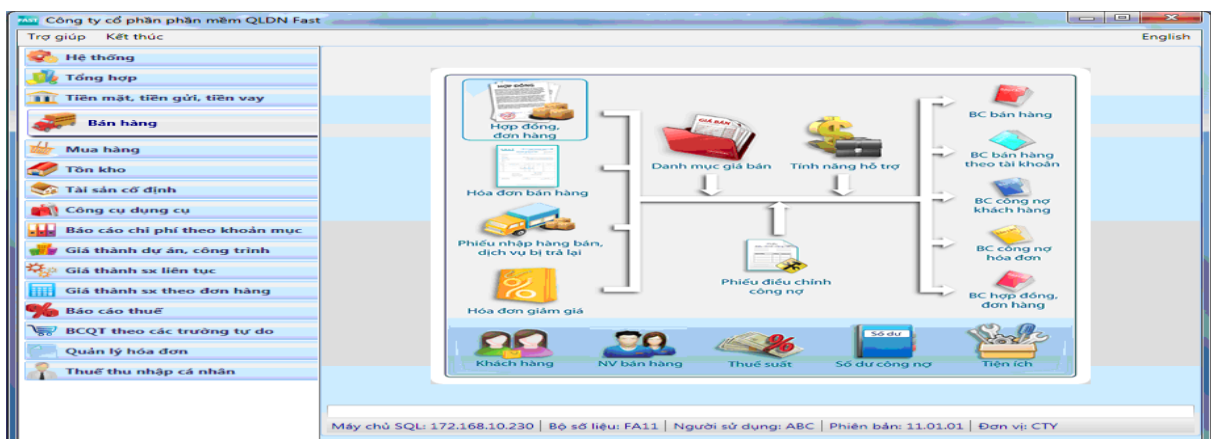 FAST Công ty cổ phần phần mềm QLDN Fast
Trợ giúp Kết thúc English
Hệ thống
Tổng hợp
Tiền mặt, tiền gửi, tiền vay
Bán hàng
Mua hàng
Tồn kho
Tài sản cố định
Công cụ dụng cụ
Báo cáo chi phí theo khoản mục
Giá thành dự án, công trình
Giá thành sx liên tục
Giá thành sx theo đơn hàng
Báo cáo thuế
BCQT theo các trường tự do
Quản lý hóa đơn
Thuế thu nhập cá nhân
HỢP ĐỒNG
Hợp đồng,
đơn hàng
Hóa đơn bán hàng
Phiếu nhập hàng bán,
dịch vụ bị trả lại
Hóa đơn giảm giá
GIÁ BÁN
Danh mục giá bán
Tính năng hỗ trợ
Phiếu điều chỉnh
công nợ
BC bán hàng
BC bán hàng
theo tài khoản
BC công nợ
khách hàng
BC công nợ
hóa đơn
BC hợp đồng,
đơn hàng
Khách hàng
NV bán hàng
Thuế suất
Số dư
Số dư công nợ
Tiện ích
Máy chủ SQL: 172.168.10.230 | Bộ số liệu: FA11 | Người sử dụng: ABC | Phiên bản: 11.01.01 | Đơn vị: CTY